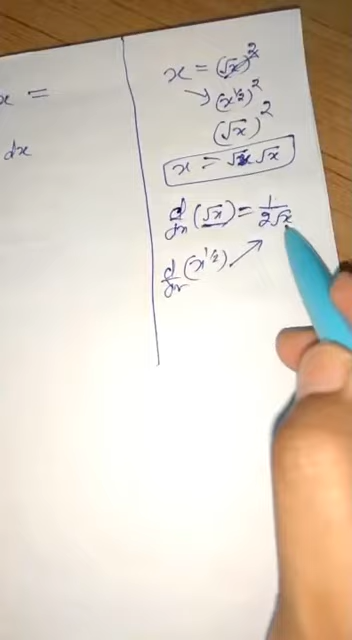 x =
dx
x = (√x)²
→ (x^1/2)²
(√x)²
x = √x √x
d/dx (√x) = 1/2√x
d/dx (x^1/2)